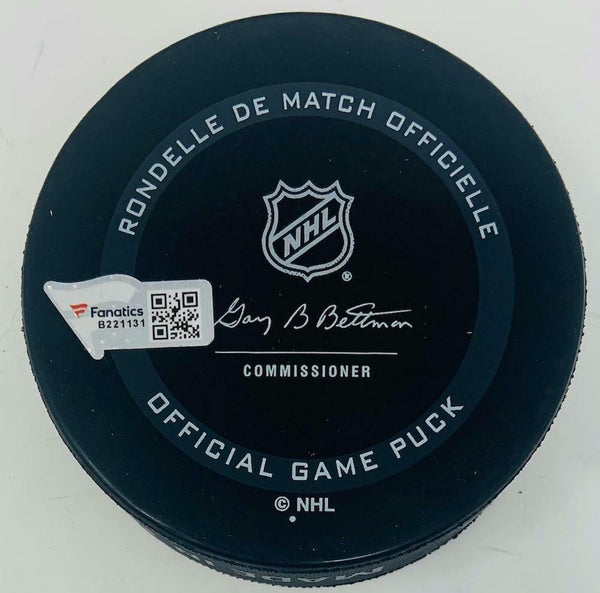 RONDELLE DE MATCH OFFICIELLE
NHL
®
Fanatics
B221131
Gary B Bettman
COMMISSIONER
OFFICIAL GAME PUCK
© NHL